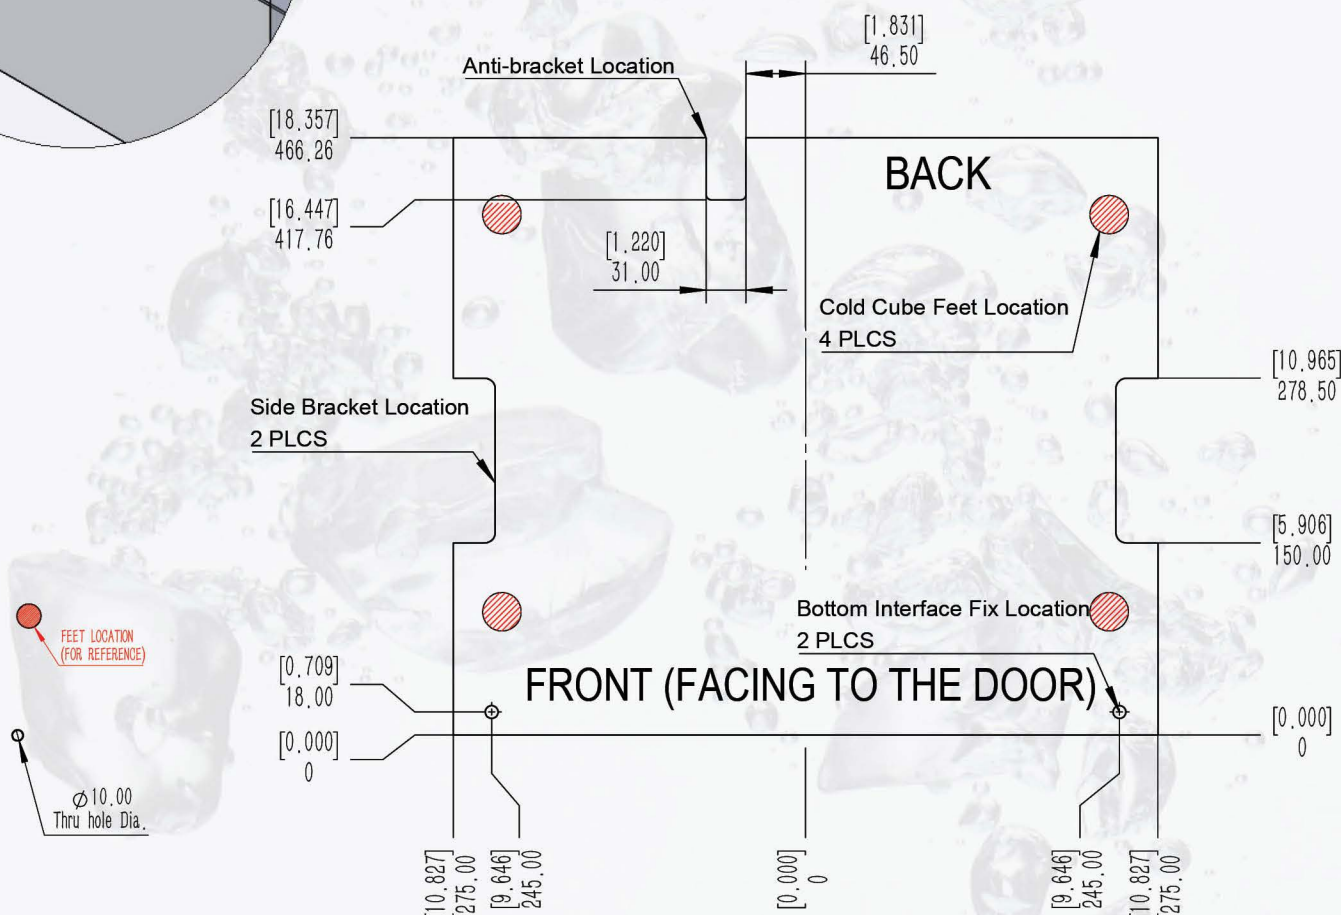 [1.831]
46.50
Anti-bracket Location
[18.357]
466.26
BACK
[16.447]
417.76
[1.220]
31.00
Cold Cube Feet Location
4 PLCS
[10.965]
278.50
Side Bracket Location
2 PLCS
[5.906]
150.00
Bottom Interface Fix Location
2 PLCS
FEET LOCATION
(FOR REFERENCE)
[0.709]
18.00
FRONT (FACING TO THE DOOR)
[0.000]
0
[0.000]
0
Ø10.00
Thru hole Dia.
[10.827]
275.00
[9.646]
245.00
[0.000]
0
[9.646]
245.00
[10.827]
275.00